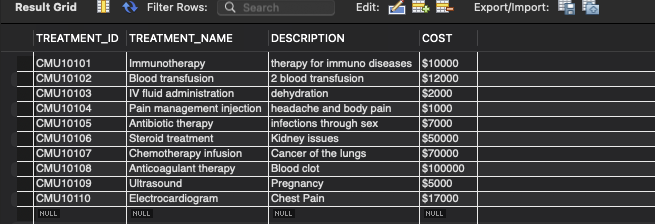 Result Grid Filter Rows: Search Edit: Export/Import:
TREATMENT_ID TREATMENT_NAME DESCRIPTION COST
CMU10101 Immunotherapy therapy for immuno diseases $10000
CMU10102 Blood transfusion 2 blood transfusion $12000
CMU10103 IV fluid administration dehydration $2000
CMU10104 Pain management injection headache and body pain $1000
CMU10105 Antibiotic therapy infections through sex $7000
CMU10106 Steroid treatment Kidney issues $50000
CMU10107 Chemotherapy infusion Cancer of the lungs $70000
CMU10108 Anticoagulant therapy Blood clot $100000
CMU10109 Ultrasound Pregnancy $5000
CMU10110 Electrocardiogram Chest Pain $17000
NULL NULL NULL NULL